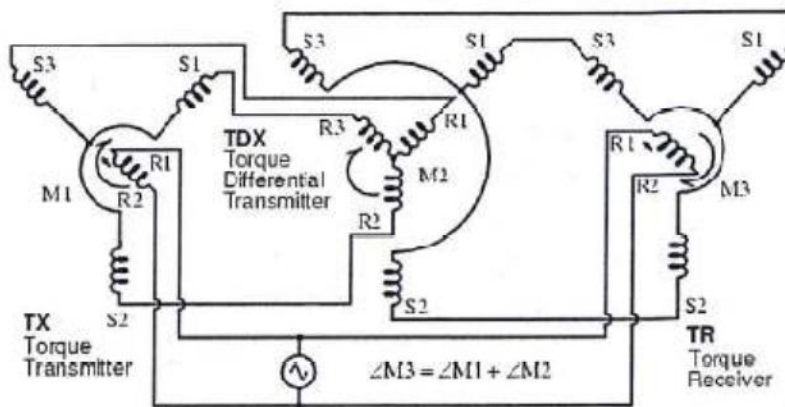 S3
S1
S3
S1
S3
S1
R3
R1
TDX
Torque
Differential
Transmitter
R1
R2
M1
M2
R2
R1
R2
M3
S2
S2
S2
TX
Torque
Transmitter
∠M3 = ∠M1 + ∠M2
TR
Torque
Receiver